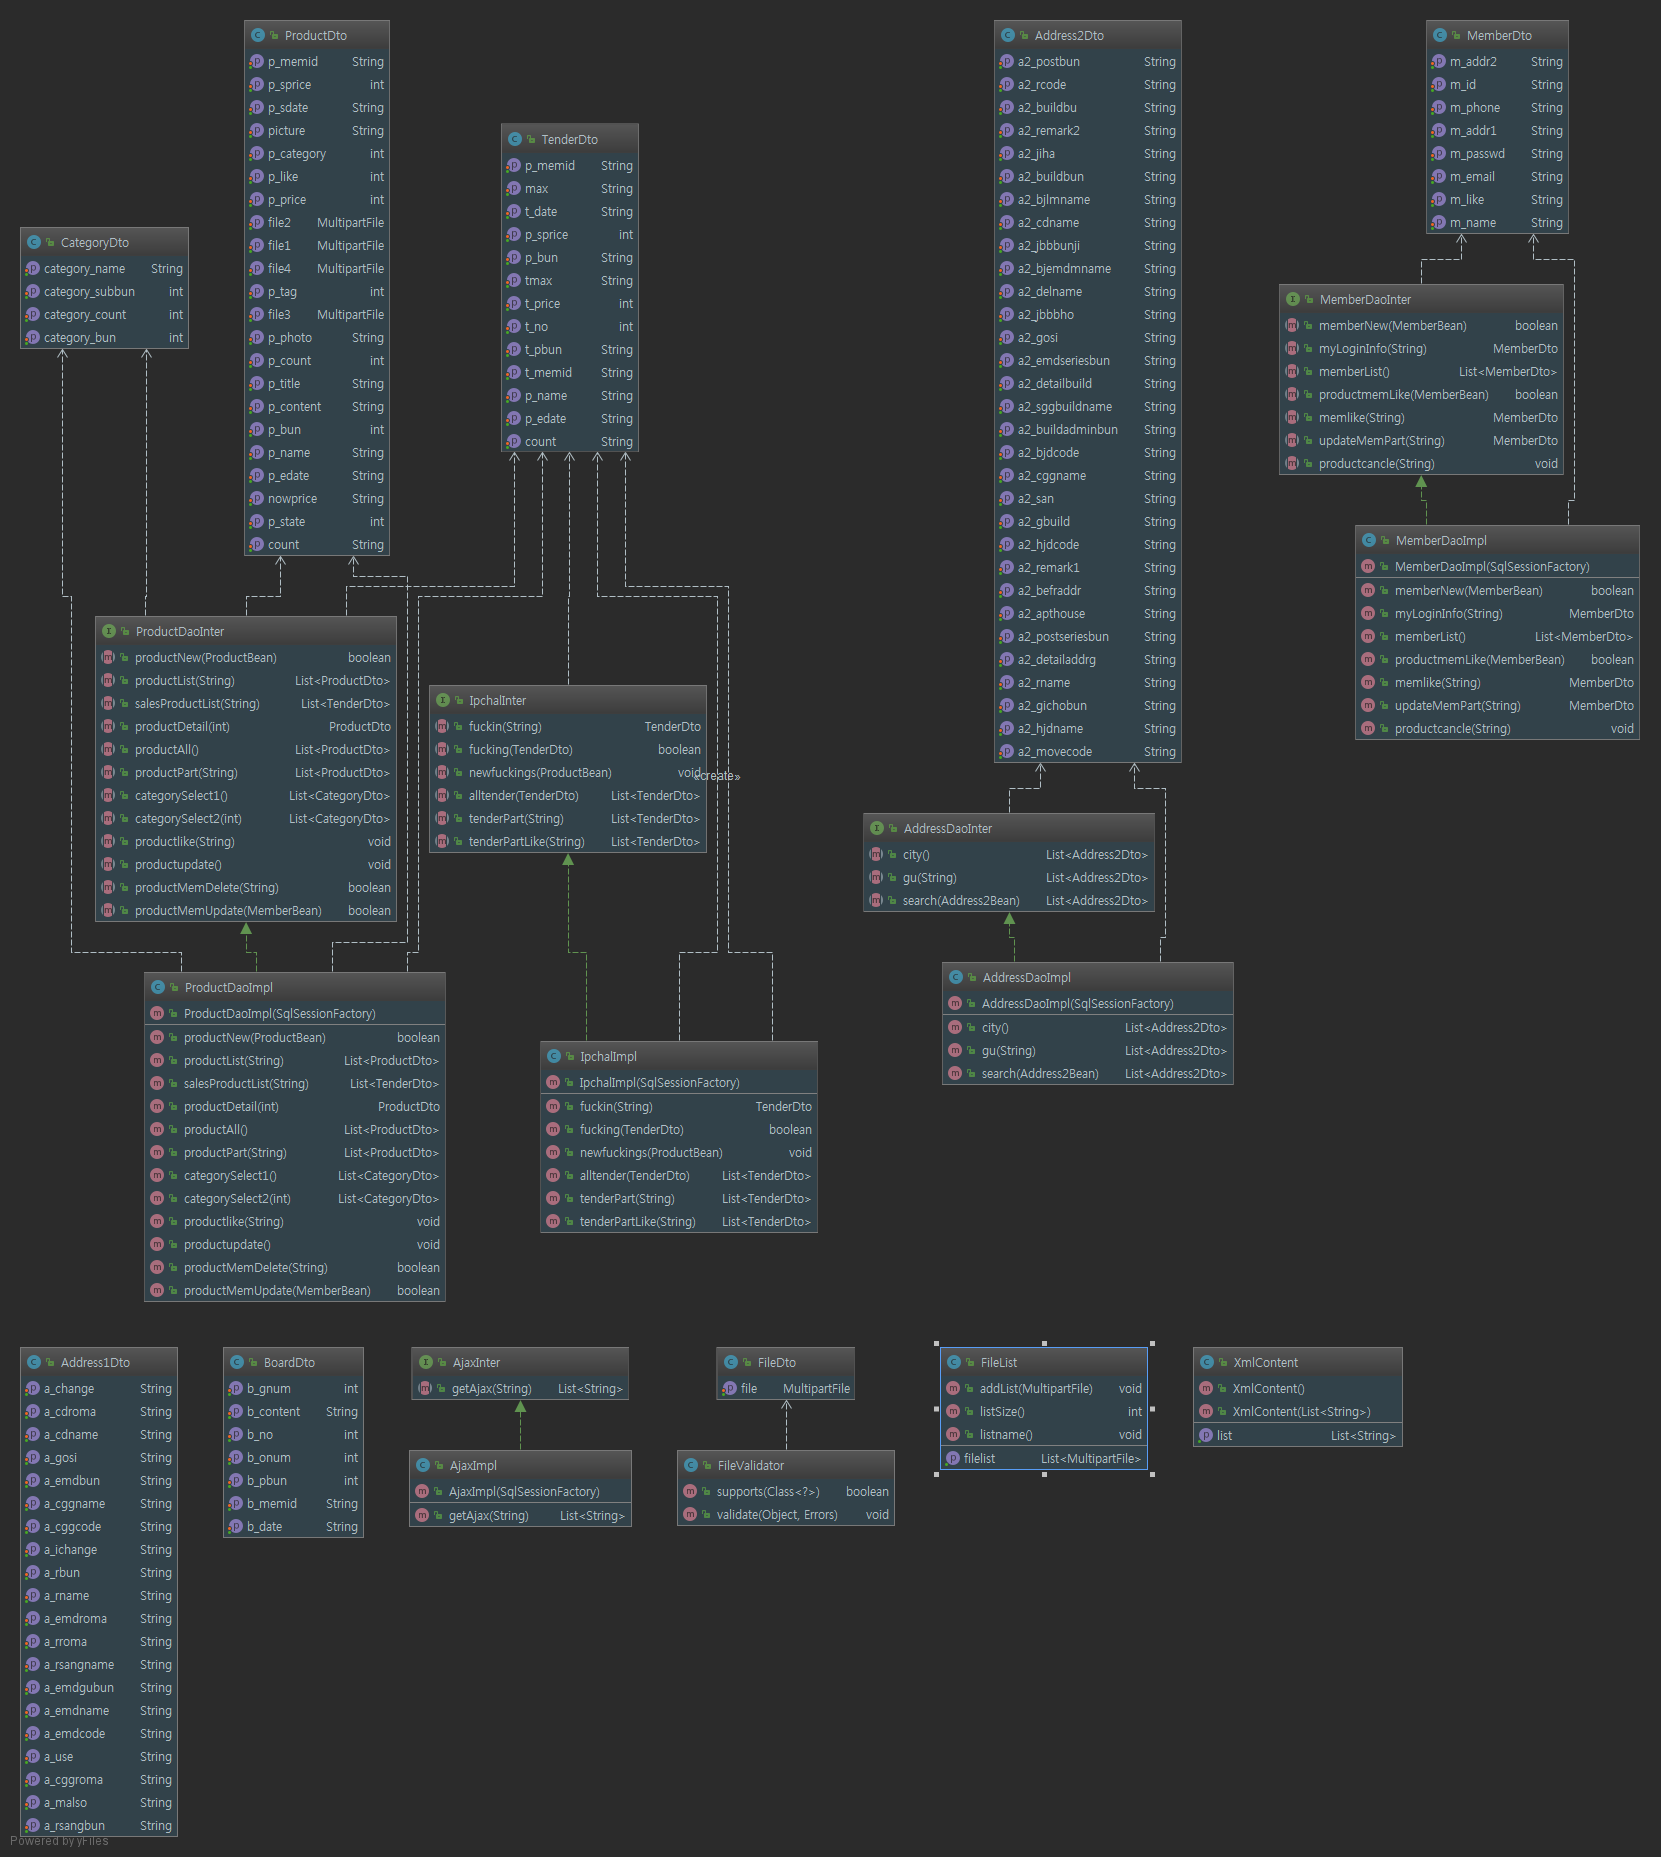 ProductDto
p_memid String
p_sprice int
p_sdate String
picture String
p_category int
p_like int
p_price int
file2 MultipartFile
file1 MultipartFile
file4 MultipartFile
p_tag int
file3 MultipartFile
p_photo String
p_count int
p_title String
p_content String
p_bun int
p_name String
p_edate String
nowprice String
p_state int
count String
TenderDto
p_memid String
max String
t_date String
p_sprice int
p_bun String
tmax String
t_price int
t_no int
t_pbun String
t_memid String
p_name String
p_edate String
count String
Address2Dto
a2_postbun String
a2_rcode String
a2_buildbu String
a2_remark2 String
a2_jiha String
a2_buildbun String
a2_bjlmname String
a2_cdname String
a2_jbbbunji String
a2_bjemdmname String
a2_delname String
a2_jbbbho String
a2_gosi String
a2_emdseriesbun String
a2_detailbuild String
a2_sggbuildname String
a2_buildadminbun String
a2_bjdcode String
a2_cggname String
a2_san String
a2_gbuild String
a2_hjdcode String
a2_remark1 String
a2_befraddr String
a2_apthouse String
a2_postseriesbun String
a2_detailaddrg String
a2_rname String
a2_gichobun String
a2_hjdname String
a2_movecode String
MemberDto
m_addr2 String
m_id String
m_phone String
m_addr1 String
m_passwd String
m_email String
m_like String
m_name String
CategoryDto
category_name String
category_subbun int
category_count int
category_bun int
MemberDaoInter
memberNew(MemberBean) boolean
myLoginInfo(String) MemberDto
memberList() List<MemberDto>
productmemLike(MemberBean) boolean
memlike(String) MemberDto
updateMemPart(String) MemberDto
productcancle(String) void
MemberDaoImpl
MemberDaoImpl(SqlSessionFactory)
memberNew(MemberBean) boolean
myLoginInfo(String) MemberDto
memberList() List<MemberDto>
productmemLike(MemberBean) boolean
memlike(String) MemberDto
updateMemPart(String) MemberDto
productcancle(String) void
ProductDaoInter
productNew(ProductBean) boolean
productList(String) List<ProductDto>
salesProductList(String) List<TenderDto>
productDetail(int) ProductDto
productAll() List<ProductDto>
productPart(String) List<ProductDto>
categorySelect1() List<CategoryDto>
categorySelect2(int) List<CategoryDto>
productlike(String) void
productupdate() void
productMemDelete(String) boolean
productMemUpdate(MemberBean) boolean
IpchalInter
fuckin(String) TenderDto
fucking(TenderDto) boolean
newfuckings(ProductBean) void
«create»
alltender(TenderDto) List<TenderDto>
tenderPart(String) List<TenderDto>
tenderPartLike(String) List<TenderDto>
AddressDaoInter
city() List<Address2Dto>
gu(String) List<Address2Dto>
search(Address2Bean) List<Address2Dto>
ProductDaoImpl
ProductDaoImpl(SqlSessionFactory)
productNew(ProductBean) boolean
productList(String) List<ProductDto>
salesProductList(String) List<TenderDto>
productDetail(int) ProductDto
productAll() List<ProductDto>
productPart(String) List<ProductDto>
categorySelect1() List<CategoryDto>
categorySelect2(int) List<CategoryDto>
productlike(String) void
productupdate() void
productMemDelete(String) boolean
productMemUpdate(MemberBean) boolean
IpchalImpl
IpchalImpl(SqlSessionFactory)
fuckin(String) TenderDto
fucking(TenderDto) boolean
newfuckings(ProductBean) void
alltender(TenderDto) List<TenderDto>
tenderPart(String) List<TenderDto>
tenderPartLike(String) List<TenderDto>
AddressDaoImpl
AddressDaoImpl(SqlSessionFactory)
city() List<Address2Dto>
gu(String) List<Address2Dto>
search(Address2Bean) List<Address2Dto>
Address1Dto
a_change String
a_cdroma String
a_cdname String
a_gosi String
a_emdbun String
a_cggname String
a_cggcode String
a_ichange String
a_rbun String
a_rname String
a_emdroma String
a_rroma String
a_rsangname String
a_emdgubun String
a_emdname String
a_emdcode String
a_use String
a_cggroma String
a_malso String
a_rsangbun String
BoardDto
b_gnum int
b_content String
b_no int
b_onum int
b_pbun int
b_memid String
b_date String
AjaxInter
getAjax(String) List<String>
AjaxImpl
AjaxImpl(SqlSessionFactory)
getAjax(String) List<String>
FileDto
file MultipartFile
FileValidator
supports(Class<?>) boolean
validate(Object, Errors) void
FileList
addList(MultipartFile) void
listSize() int
listname() void
filelist List<MultipartFile>
XmlContent
XmlContent()
XmlContent(List<String>)
list List<String>
Powered by yFiles